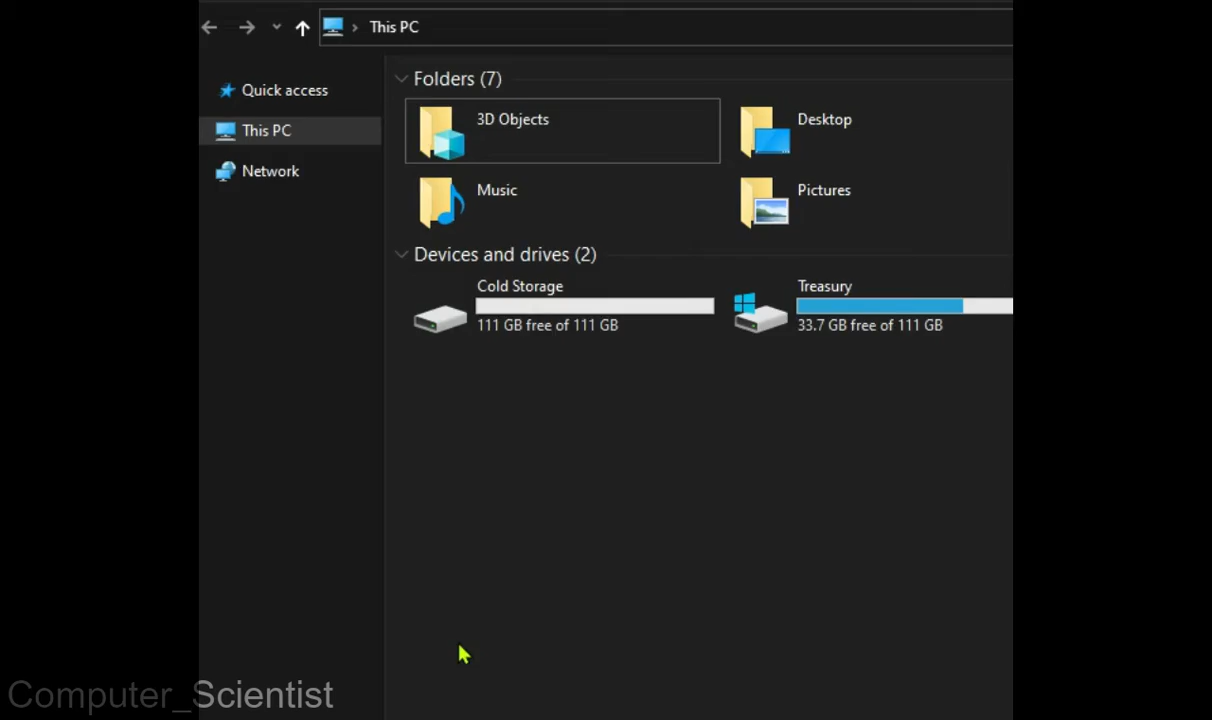 This PC
Quick access
This PC
Network
Folders (7)
3D Objects
Desktop
Music
Pictures
Devices and drives (2)
Cold Storage
111 GB free of 111 GB
Treasury
33.7 GB free of 111 GB
Computer_Scientist